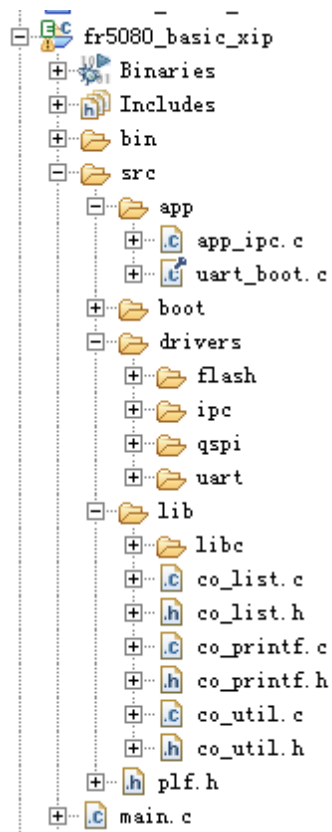 fr5080_basic_xip
Binaries
Includes
bin
src
app
app_ipc.c
uart_boot.c
boot
drivers
flash
ipc
qspi
uart
lib
libc
co_list.c
co_list.h
co_printf.c
co_printf.h
co_util.c
co_util.h
plf.h
main.c